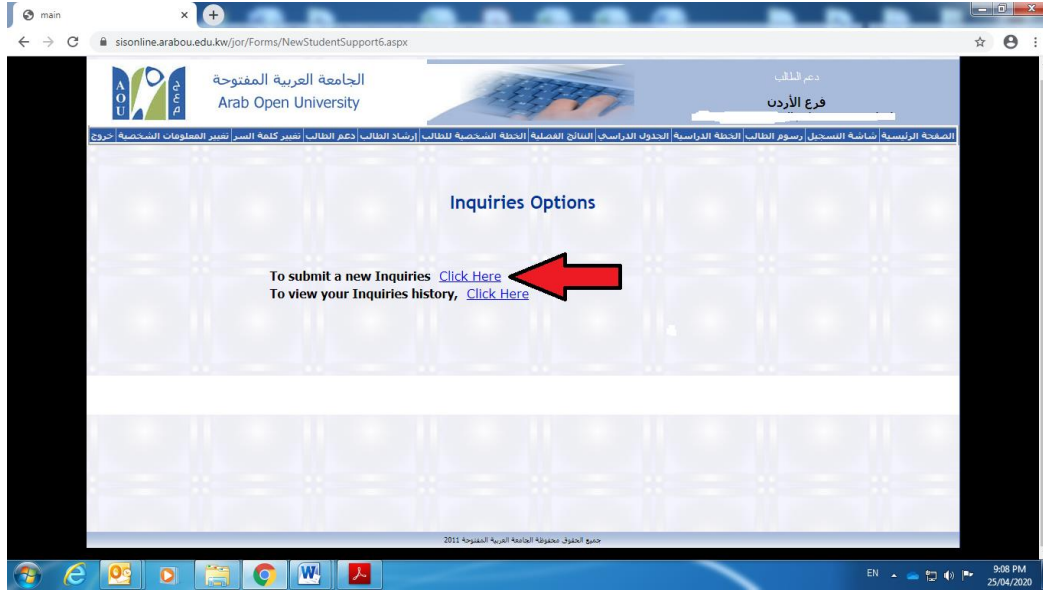 main
sisonline.arabou.edu.kw/jor/Forms/NewStudentSupport6.aspx
A O U
ج ع م
الجامعة العربية المفتوحة
Arab Open University
دعم الطالب
فرع الأردن
الصفحة الرئيسية | شاشة التسجيل | رسوم الطالب | الخطة الدراسية | الجدول الدراسي | النتائج الفصلية | الخطة الشخصية للطالب | إرشاد الطالب | دعم الطالب | تغيير كلمة السر | تغيير المعلومات الشخصية | خروج
Inquiries Options
To submit a new Inquiries Click Here
To view your Inquiries history, Click Here
جميع الحقوق محفوظة الجامعة العربية المفتوحة 2011
EN
9:08 PM
25/04/2020